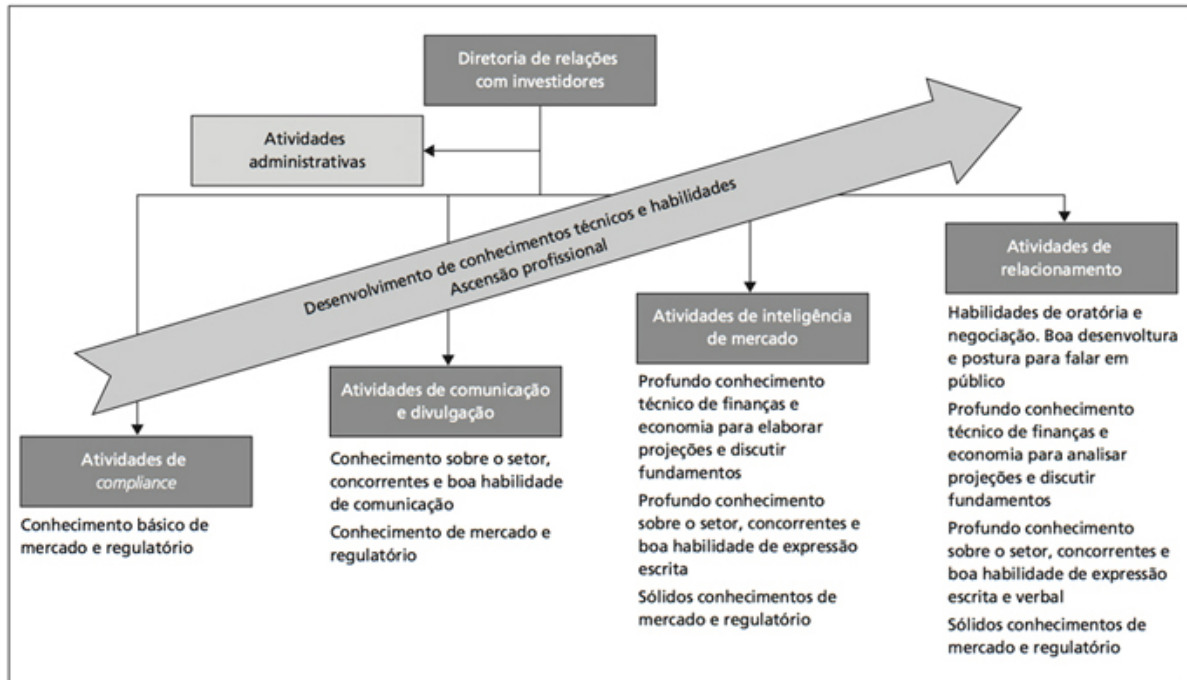 Diretoria de relações
com investidores
Atividades
administrativas
Desenvolvimento de conhecimentos técnicos e habilidades
Ascensão profissional
Atividades de
compliance
Conhecimento básico de
mercado e regulatório
Atividades de comunicação
e divulgação
Conhecimento sobre o setor,
concorrentes e boa habilidade
de comunicação
Conhecimento de mercado e
regulatório
Atividades de inteligência
de mercado
Profundo conhecimento
técnico de finanças e
economia para elaborar
projeções e discutir
fundamentos
Profundo conhecimento
sobre o setor, concorrentes e
boa habilidade de expressão
escrita
Sólidos conhecimentos de
mercado e regulatório
Atividades de
relacionamento
Habilidades de oratória e
negociação. Boa desenvoltura
e postura para falar em
público
Profundo conhecimento
técnico de finanças e
economia para analisar
projeções e discutir
fundamentos
Profundo conhecimento
sobre o setor, concorrentes e
boa habilidade de expressão
escrita e verbal
Sólidos conhecimentos de
mercado e regulatório